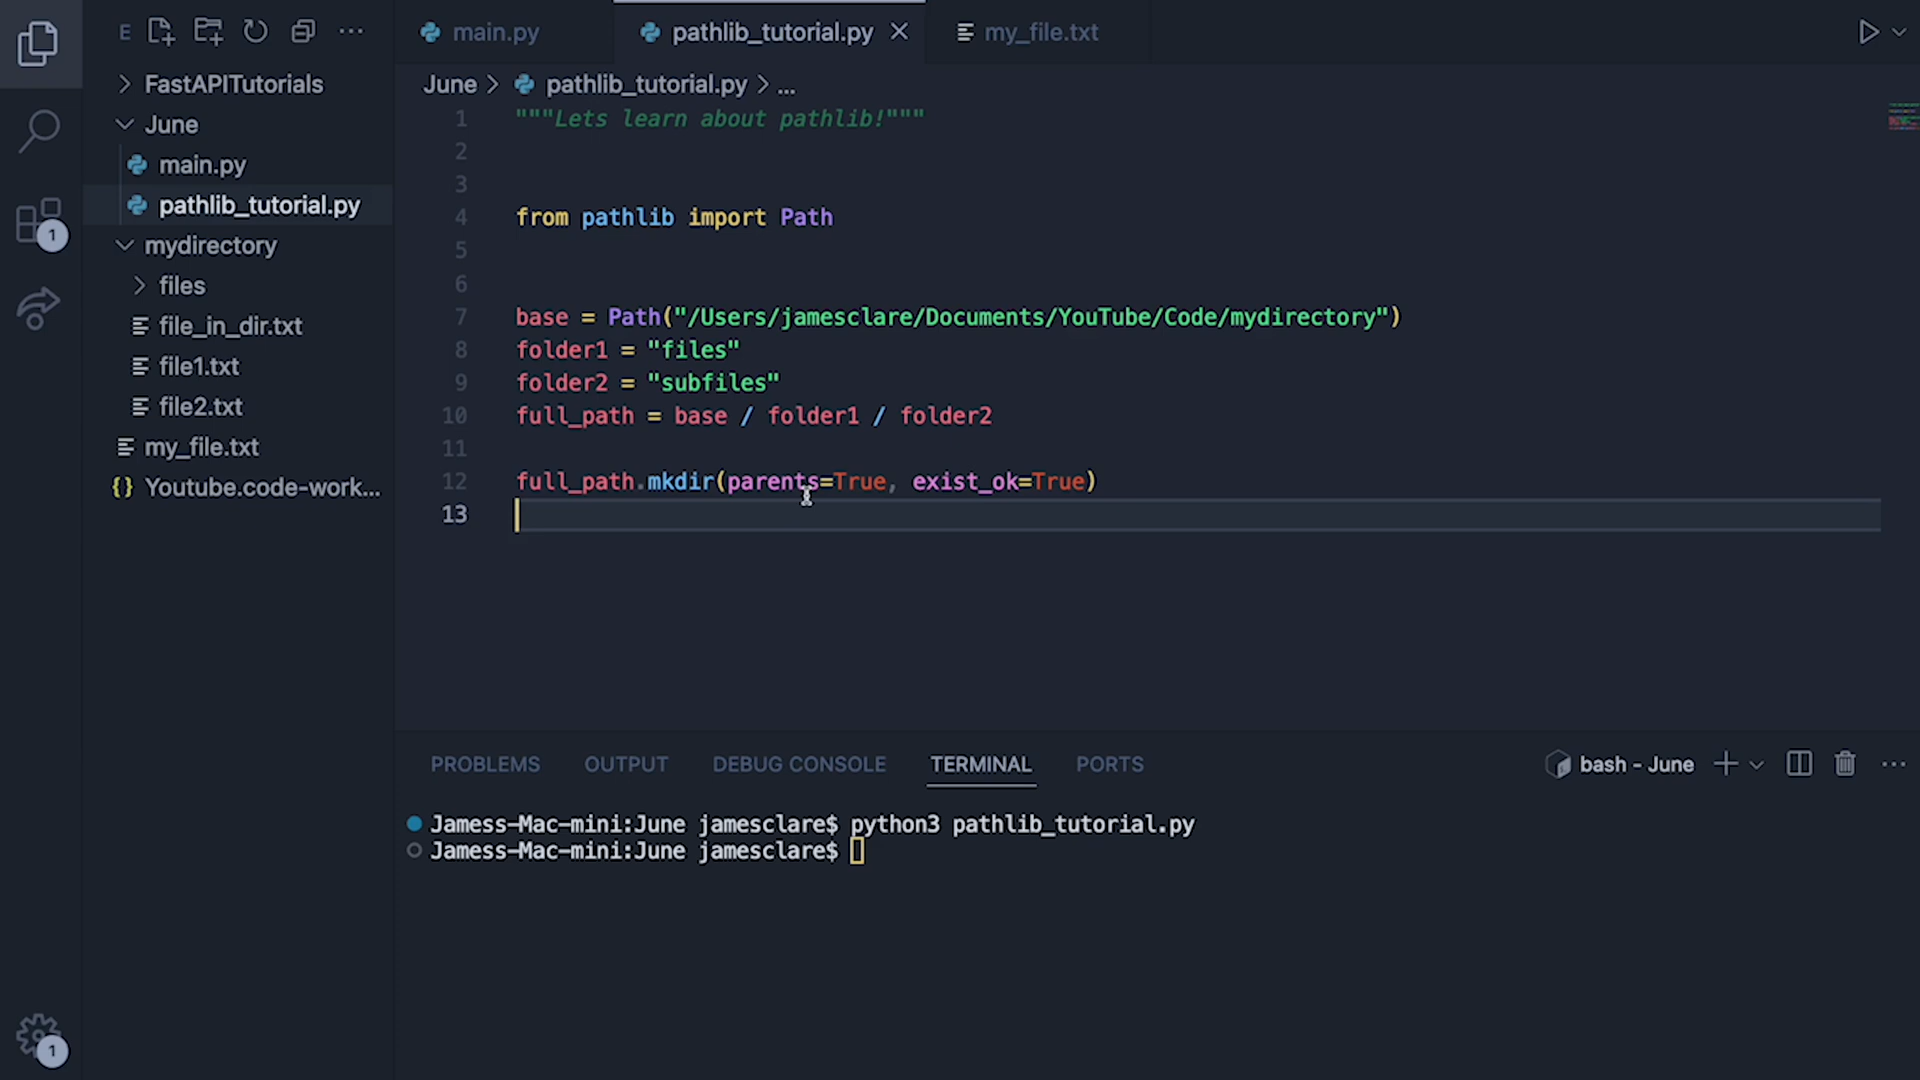 E
FastAPITutorials
June
main.py
pathlib_tutorial.py
mydirectory
files
file_in_dir.txt
file1.txt
file2.txt
my_file.txt
{} Youtube.code-work...
1
1
main.py
pathlib_tutorial.py
my_file.txt
June > pathlib_tutorial.py > ...
1 """Lets learn about pathlib!"""
2
3
4 from pathlib import Path
5
6
7 base = Path("/Users/jamesclare/Documents/YouTube/Code/mydirectory")
8 folder1 = "files"
9 folder2 = "subfiles"
10 full_path = base / folder1 / folder2
11
12 full_path.mkdir(parents=True, exist_ok=True)
13
PROBLEMS OUTPUT DEBUG CONSOLE TERMINAL PORTS
bash - June
Jamess-Mac-mini:June jamesclare$ python3 pathlib_tutorial.py
Jamess-Mac-mini:June jamesclare$